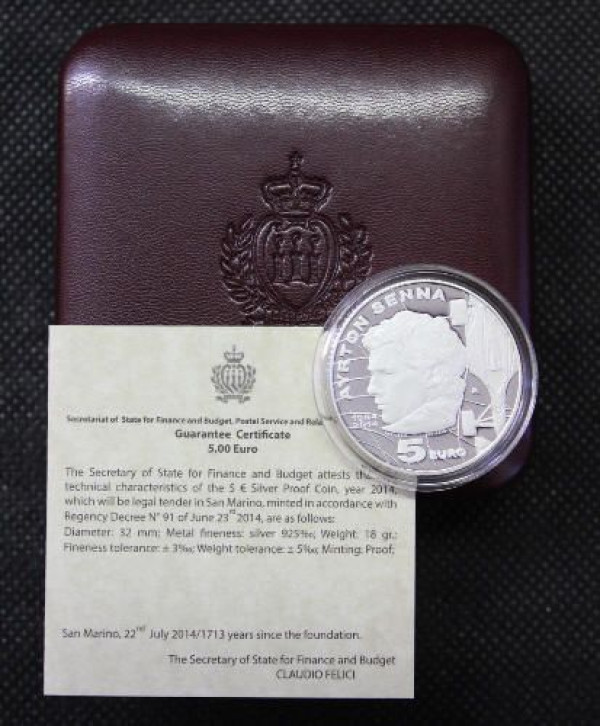 AYRTON SENNA
1994
2014
5 EURO
Secretariat of State for Finance and Budget, Postal Service and Rela
Guarantee Certificate
5,00 Euro
The Secretary of State for Finance and Budget attests tha
technical characteristics of the 5 € Silver Proof Coin, year 2014,
which will be legal tender in San Marino, minted in accordance with
Regency Decree N° 91 of June 23rd 2014, are as follows:
Diameter: 32 mm; Metal fineness: silver 925‰; Weight: 18 gr.;
Fineness tolerance: ± 3‰; Weight tolerance: ± 5‰; Minting: Proof;
San Marino, 22nd July 2014/1713 years since the foundation.
The Secretary of State for Finance and Budget
CLAUDIO FELICI